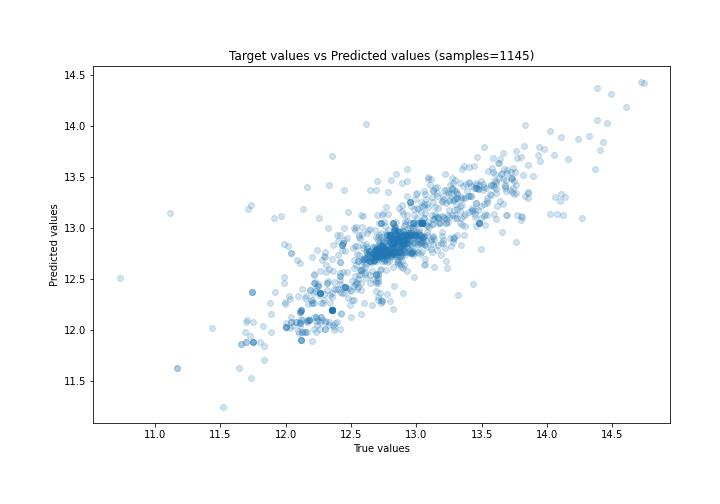 Target values vs Predicted values (samples=1145)
14.5
14.0
13.5
13.0
12.5
12.0
11.5
Predicted values
11.0 11.5 12.0 12.5 13.0 13.5 14.0 14.5
True values